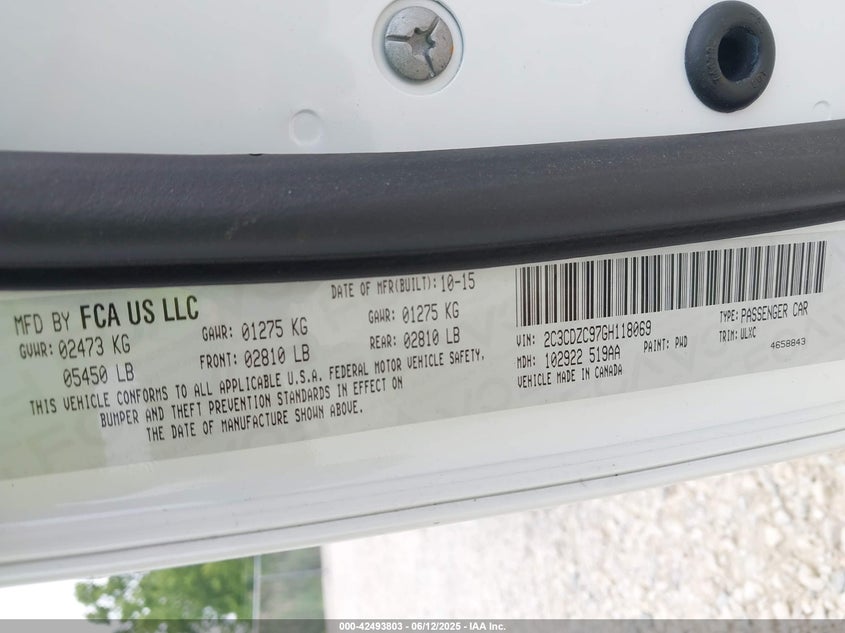 MFD BY FCA US LLC
DATE OF MFR(BUILT): 10-15
GVWR: 02473 KG
05450 LB
GAWR: 01275 KG
FRONT: 02810 LB
GAWR: 01275 KG
REAR: 02810 LB
THIS VEHICLE CONFORMS TO ALL APPLICABLE U.S.A. FEDERAL MOTOR VEHICLE SAFETY,
BUMPER AND THEFT PREVENTION STANDARDS IN EFFECT ON
THE DATE OF MANUFACTURE SHOWN ABOVE.
VIN: 2C3CDZC97GH118069
TYPE: PASSENGER CAR
MDH: 102922 519AA
PAINT: PWD
TRIM: WLXC
VEHICLE MADE IN CANADA
4658843
000-42493803 - 06/12/2025 - IAA Inc.